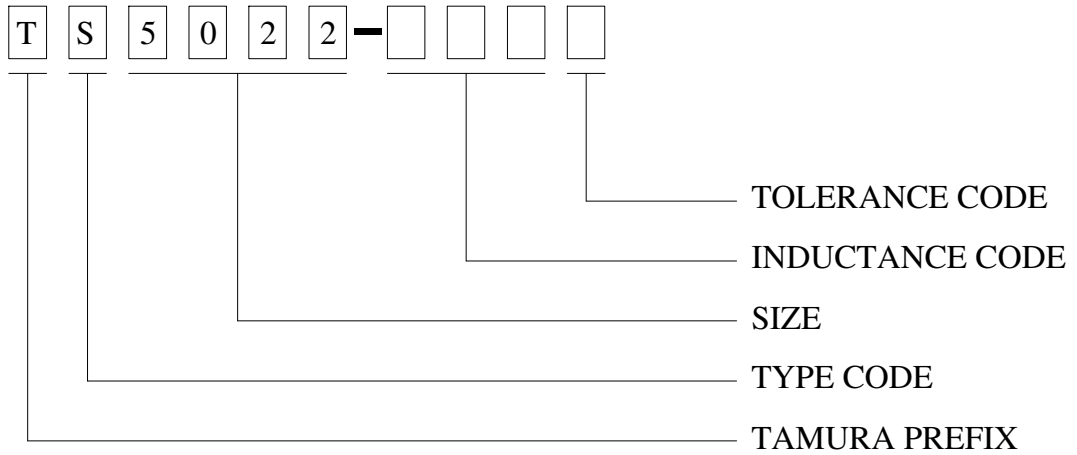 T S 5 0 2 2 -
TOLERANCE CODE
INDUCTANCE CODE
SIZE
TYPE CODE
TAMURA PREFIX